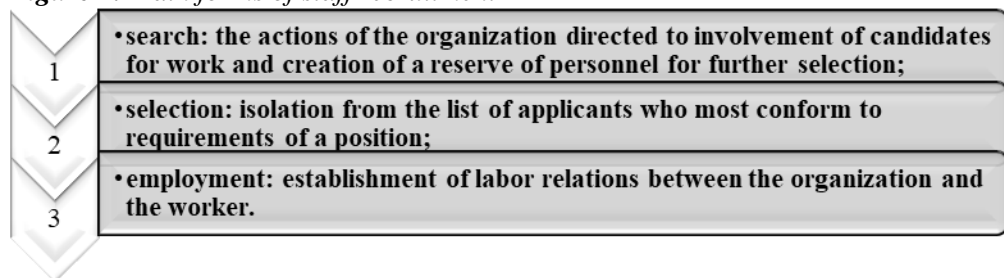 1
•search: the actions of the organization directed to involvement of candidates
for work and creation of a reserve of personnel for further selection;
2
•selection: isolation from the list of applicants who most conform to
requirements of a position;
3
•employment: establishment of labor relations between the organization and
the worker.